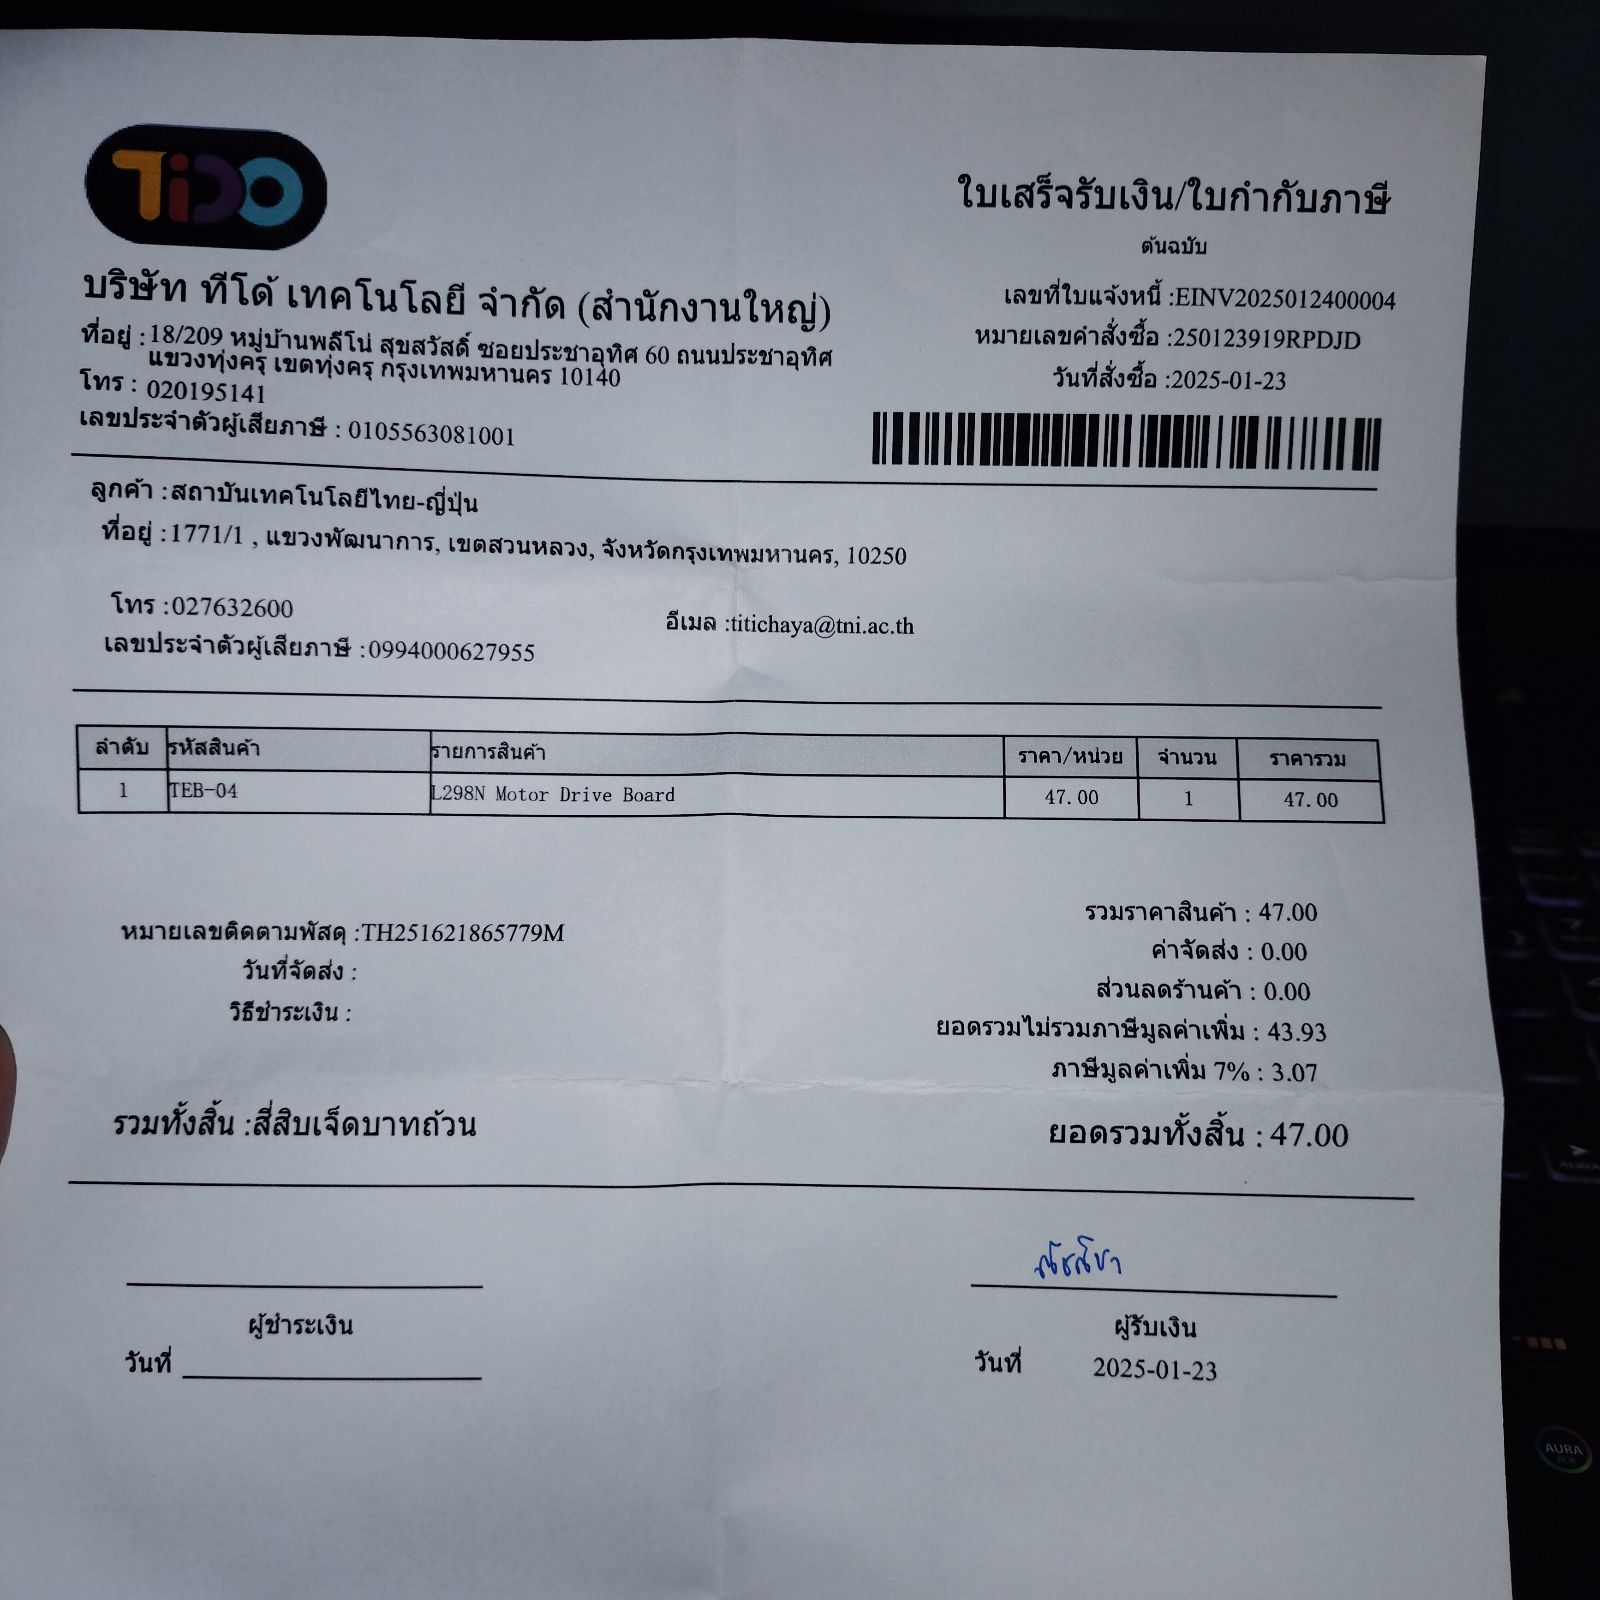 TiDO
ใบเสร็จรับเงิน/ใบกำกับภาษี
ต้นฉบับ
บริษัท ทีโด้ เทคโนโลยี จำกัด (สำนักงานใหญ่)
ที่อยู่ : 18/209 หมู่บ้านพลีโน่ สุขสวัสดิ์ ซอยประชาอุทิศ 60 ถนนประชาอุทิศ
แขวงทุ่งครุ เขตทุ่งครุ กรุงเทพมหานคร 10140
โทร : 020195141
เลขประจำตัวผู้เสียภาษี : 0105563081001
เลขที่ใบแจ้งหนี้ :EINV2025012400004
หมายเลขคำสั่งซื้อ :250123919RPDJD
วันที่สั่งซื้อ :2025-01-23
ลูกค้า :สถาบันเทคโนโลยีไทย-ญี่ปุ่น
ที่อยู่ :1771/1 , แขวงพัฒนาการ, เขตสวนหลวง, จังหวัดกรุงเทพมหานคร, 10250
โทร :027632600 อีเมล :titichaya@tni.ac.th
เลขประจำตัวผู้เสียภาษี :0994000627955
ลำดับ รหัสสินค้า รายการสินค้า ราคา/หน่วย จำนวน ราคารวม
1 TEB-04 L298N Motor Drive Board 47.00 1 47.00
หมายเลขติดตามพัสดุ :TH251621865779M
วันที่จัดส่ง :
วิธีชำระเงิน :
รวมราคาสินค้า : 47.00
ค่าจัดส่ง : 0.00
ส่วนลดร้านค้า : 0.00
ยอดรวมไม่รวมภาษีมูลค่าเพิ่ม : 43.93
ภาษีมูลค่าเพิ่ม 7% : 3.07
รวมทั้งสิ้น :สี่สิบเจ็ดบาทถ้วน ยอดรวมทั้งสิ้น : 47.00
ผู้ชำระเงิน
วันที่
ณัชณิชา
ผู้รับเงิน
วันที่ 2025-01-23
AURA
RGB